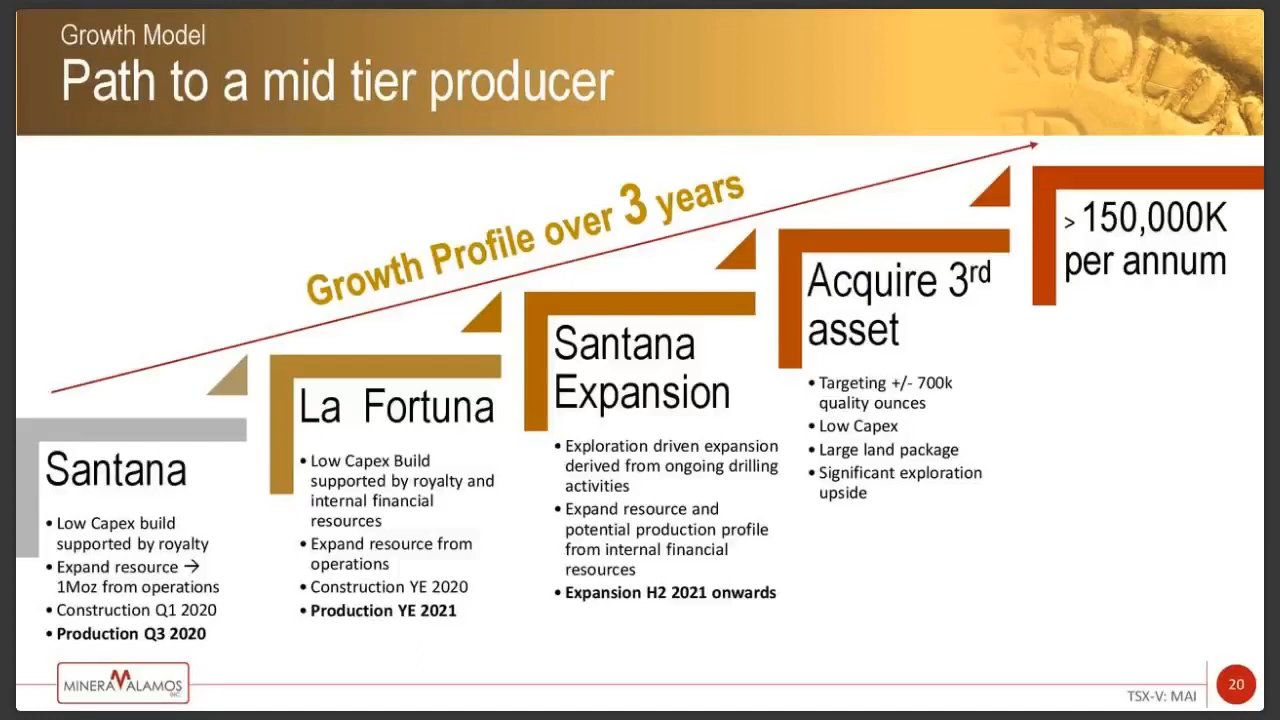 Growth Model
Path to a mid tier producer
GOLD
Growth Profile over 3 years
Santana
• Low Capex build
supported by royalty
• Expand resource →
1Moz from operations
• Construction Q1 2020
• Production Q3 2020
La Fortuna
• Low Capex Build
supported by royalty and
internal financial
resources
• Expand resource from
operations
• Construction YE 2020
• Production YE 2021
Santana
Expansion
• Exploration driven expansion
derived from ongoing drilling
activities
• Expand resource and
potential production profile
from internal financial
resources
• Expansion H2 2021 onwards
Acquire 3rd
asset
• Targeting +/- 700k
quality ounces
• Low Capex
• Large land package
• Significant exploration
upside
> 150,000K
per annum
MINERA ALAMOS
INC.
TSX-V: MAI
20